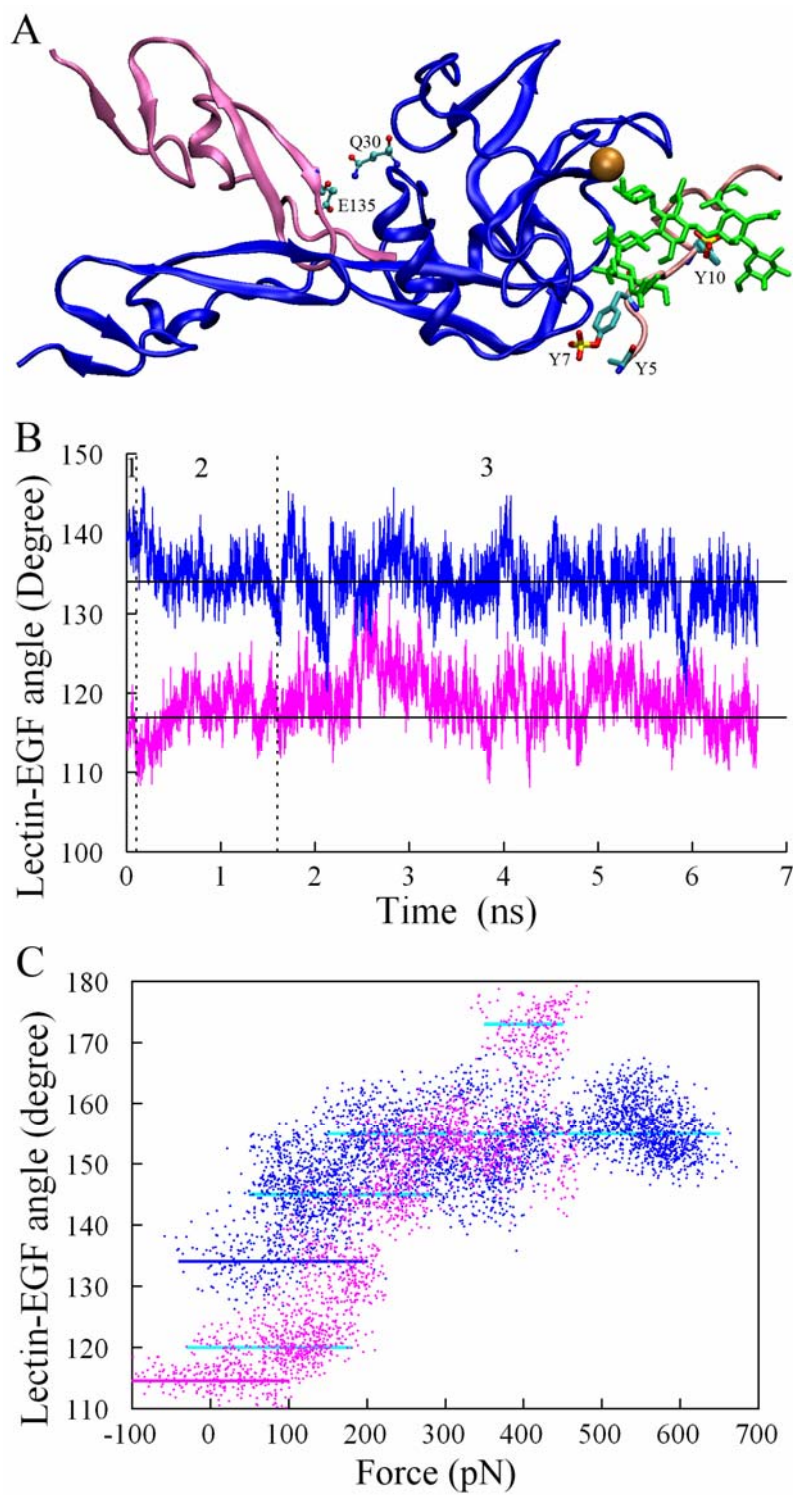 A
Q30
E135
Y10
Y7
Y5
B
Lectin-EGF angle (Degree)
150
140
130
120
110
100
1
2
3
0 1 2 3 4 5 6 7
Time (ns)
C
Lectin-EGF angle (degree)
180
170
160
150
140
130
120
110
-100 0 100 200 300 400 500 600 700
Force (pN)